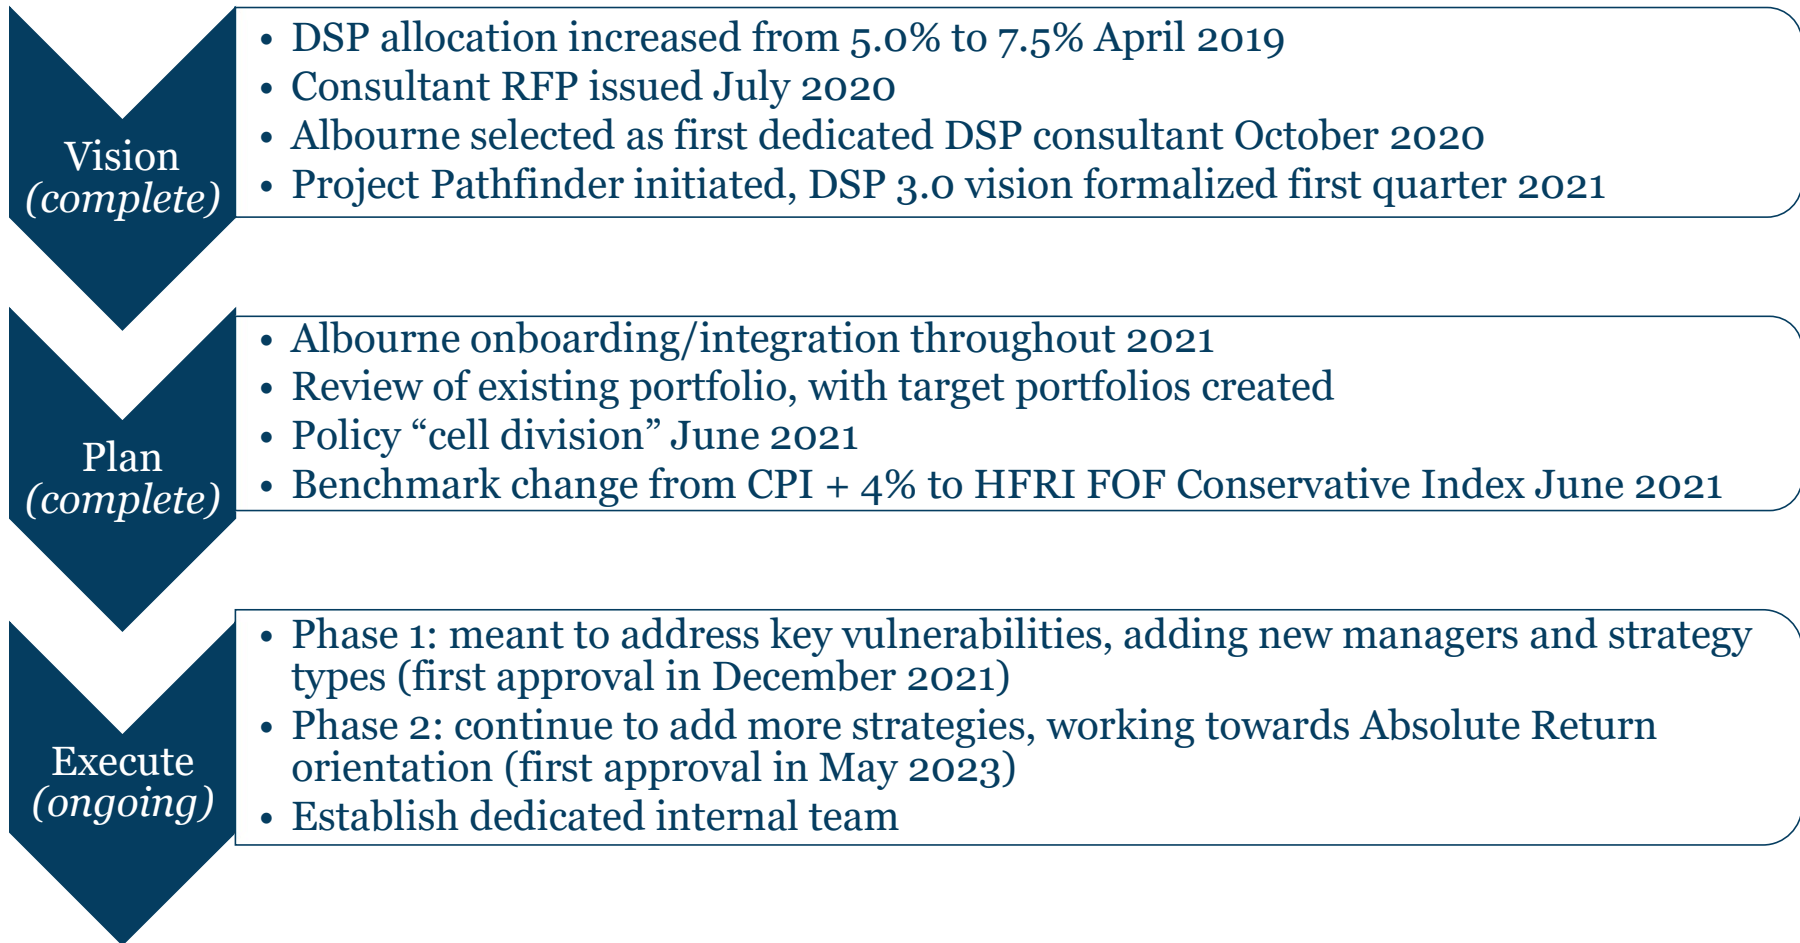 Vision
(complete)
• DSP allocation increased from 5.0% to 7.5% April 2019
• Consultant RFP issued July 2020
• Albourne selected as first dedicated DSP consultant October 2020
• Project Pathfinder initiated, DSP 3.0 vision formalized first quarter 2021
Plan
(complete)
• Albourne onboarding/integration throughout 2021
• Review of existing portfolio, with target portfolios created
• Policy “cell division” June 2021
• Benchmark change from CPI + 4% to HFRI FOF Conservative Index June 2021
Execute
(ongoing)
• Phase 1: meant to address key vulnerabilities, adding new managers and strategy
types (first approval in December 2021)
• Phase 2: continue to add more strategies, working towards Absolute Return
orientation (first approval in May 2023)
• Establish dedicated internal team